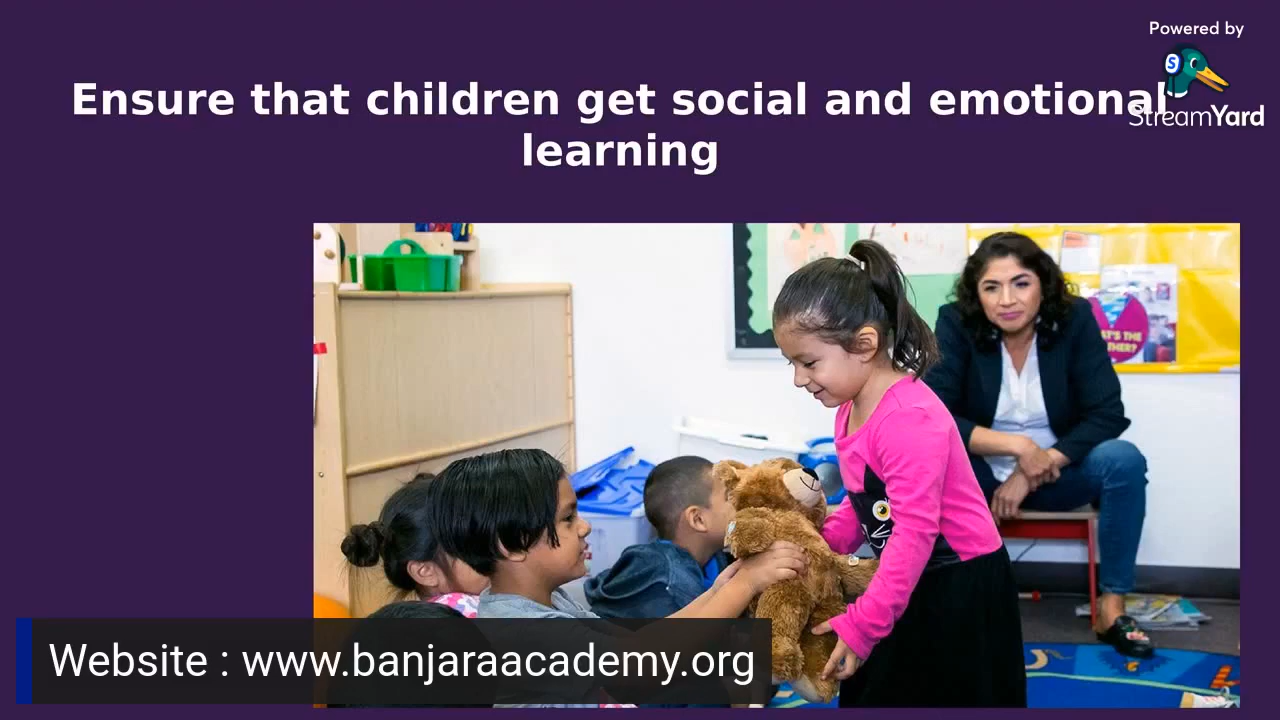 Powered by
StreamYard
Ensure that children get social and emotional
learning
Website : www.banjaraacademy.org